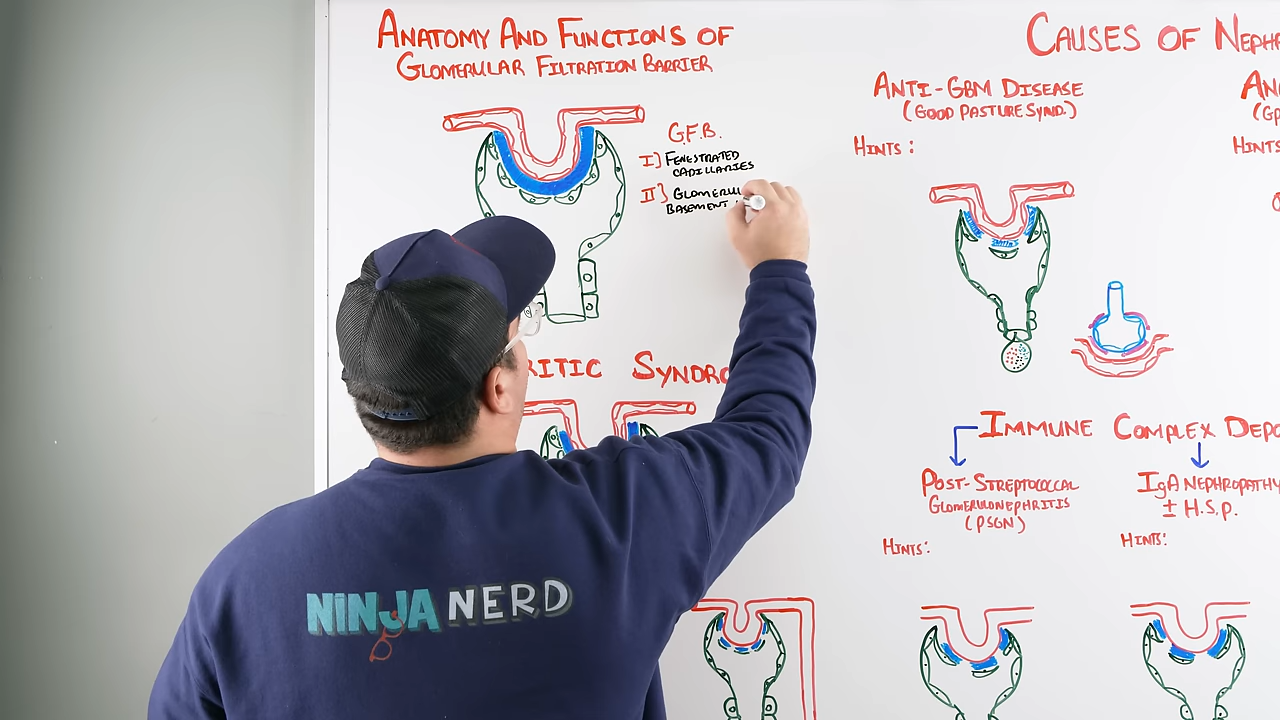 ANATOMY AND FUNCTIONS OF
GLOMERULAR FILTRATION BARRIER
G.F.B.
I] FENESTRATED
CAPILLARIES
II} GLOMERUL
BASEMENT
RITIC SYNDRO
CAUSES OF NEPHR
ANTI-GBM DISEASE
(GOOD PASTURE SYND.)
HINTS:
AN
(GP
HINTS
IMMUNE COMPLEX DEPO
POST-STREPTOCOCCAL
GLOMERULONEPHRITIS
(PSGN)
HINTS:
IgA NEPHROPATHY
± H.S.P.
HINTS:
NINJA NERD